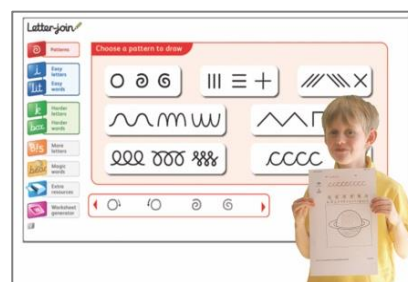 Letter-join
Choose a pattern to draw
Patterns
Easy
letters
Easy
words
Harder
letters
Harder
words
More
letters
Magic
words
Extra
resources
Worksheet
generator